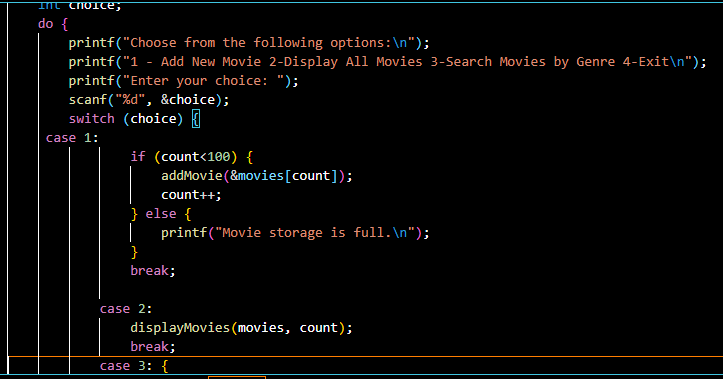 int choice;
do {
printf("Choose from the following options:\n");
printf("1 - Add New Movie 2-Display All Movies 3-Search Movies by Genre 4-Exit\n");
printf("Enter your choice: ");
scanf("%d", &choice);
switch (choice) {
case 1:
if (count<100) {
addMovie(&movies[count]);
count++;
} else {
printf("Movie storage is full.\n");
}
break;
case 2:
displayMovies(movies, count);
break;
case 3: {